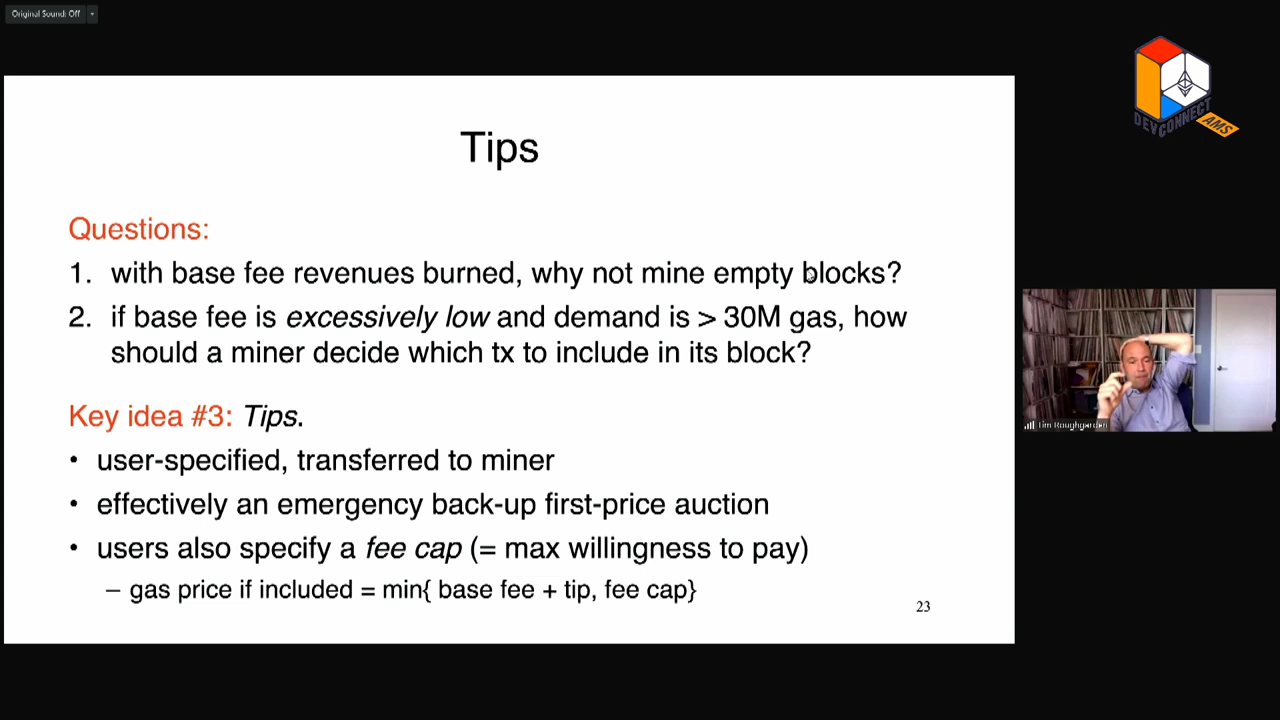 Original Sound: Off
DEVCONNECT
AMS
Tips
Questions:
1. with base fee revenues burned, why not mine empty blocks?
2. if base fee is excessively low and demand is > 30M gas, how
should a miner decide which tx to include in its block?
Key idea #3: Tips.
• user-specified, transferred to miner
• effectively an emergency back-up first-price auction
• users also specify a fee cap (= max willingness to pay)
– gas price if included = min{ base fee + tip, fee cap}
23
Tim Roughgarden